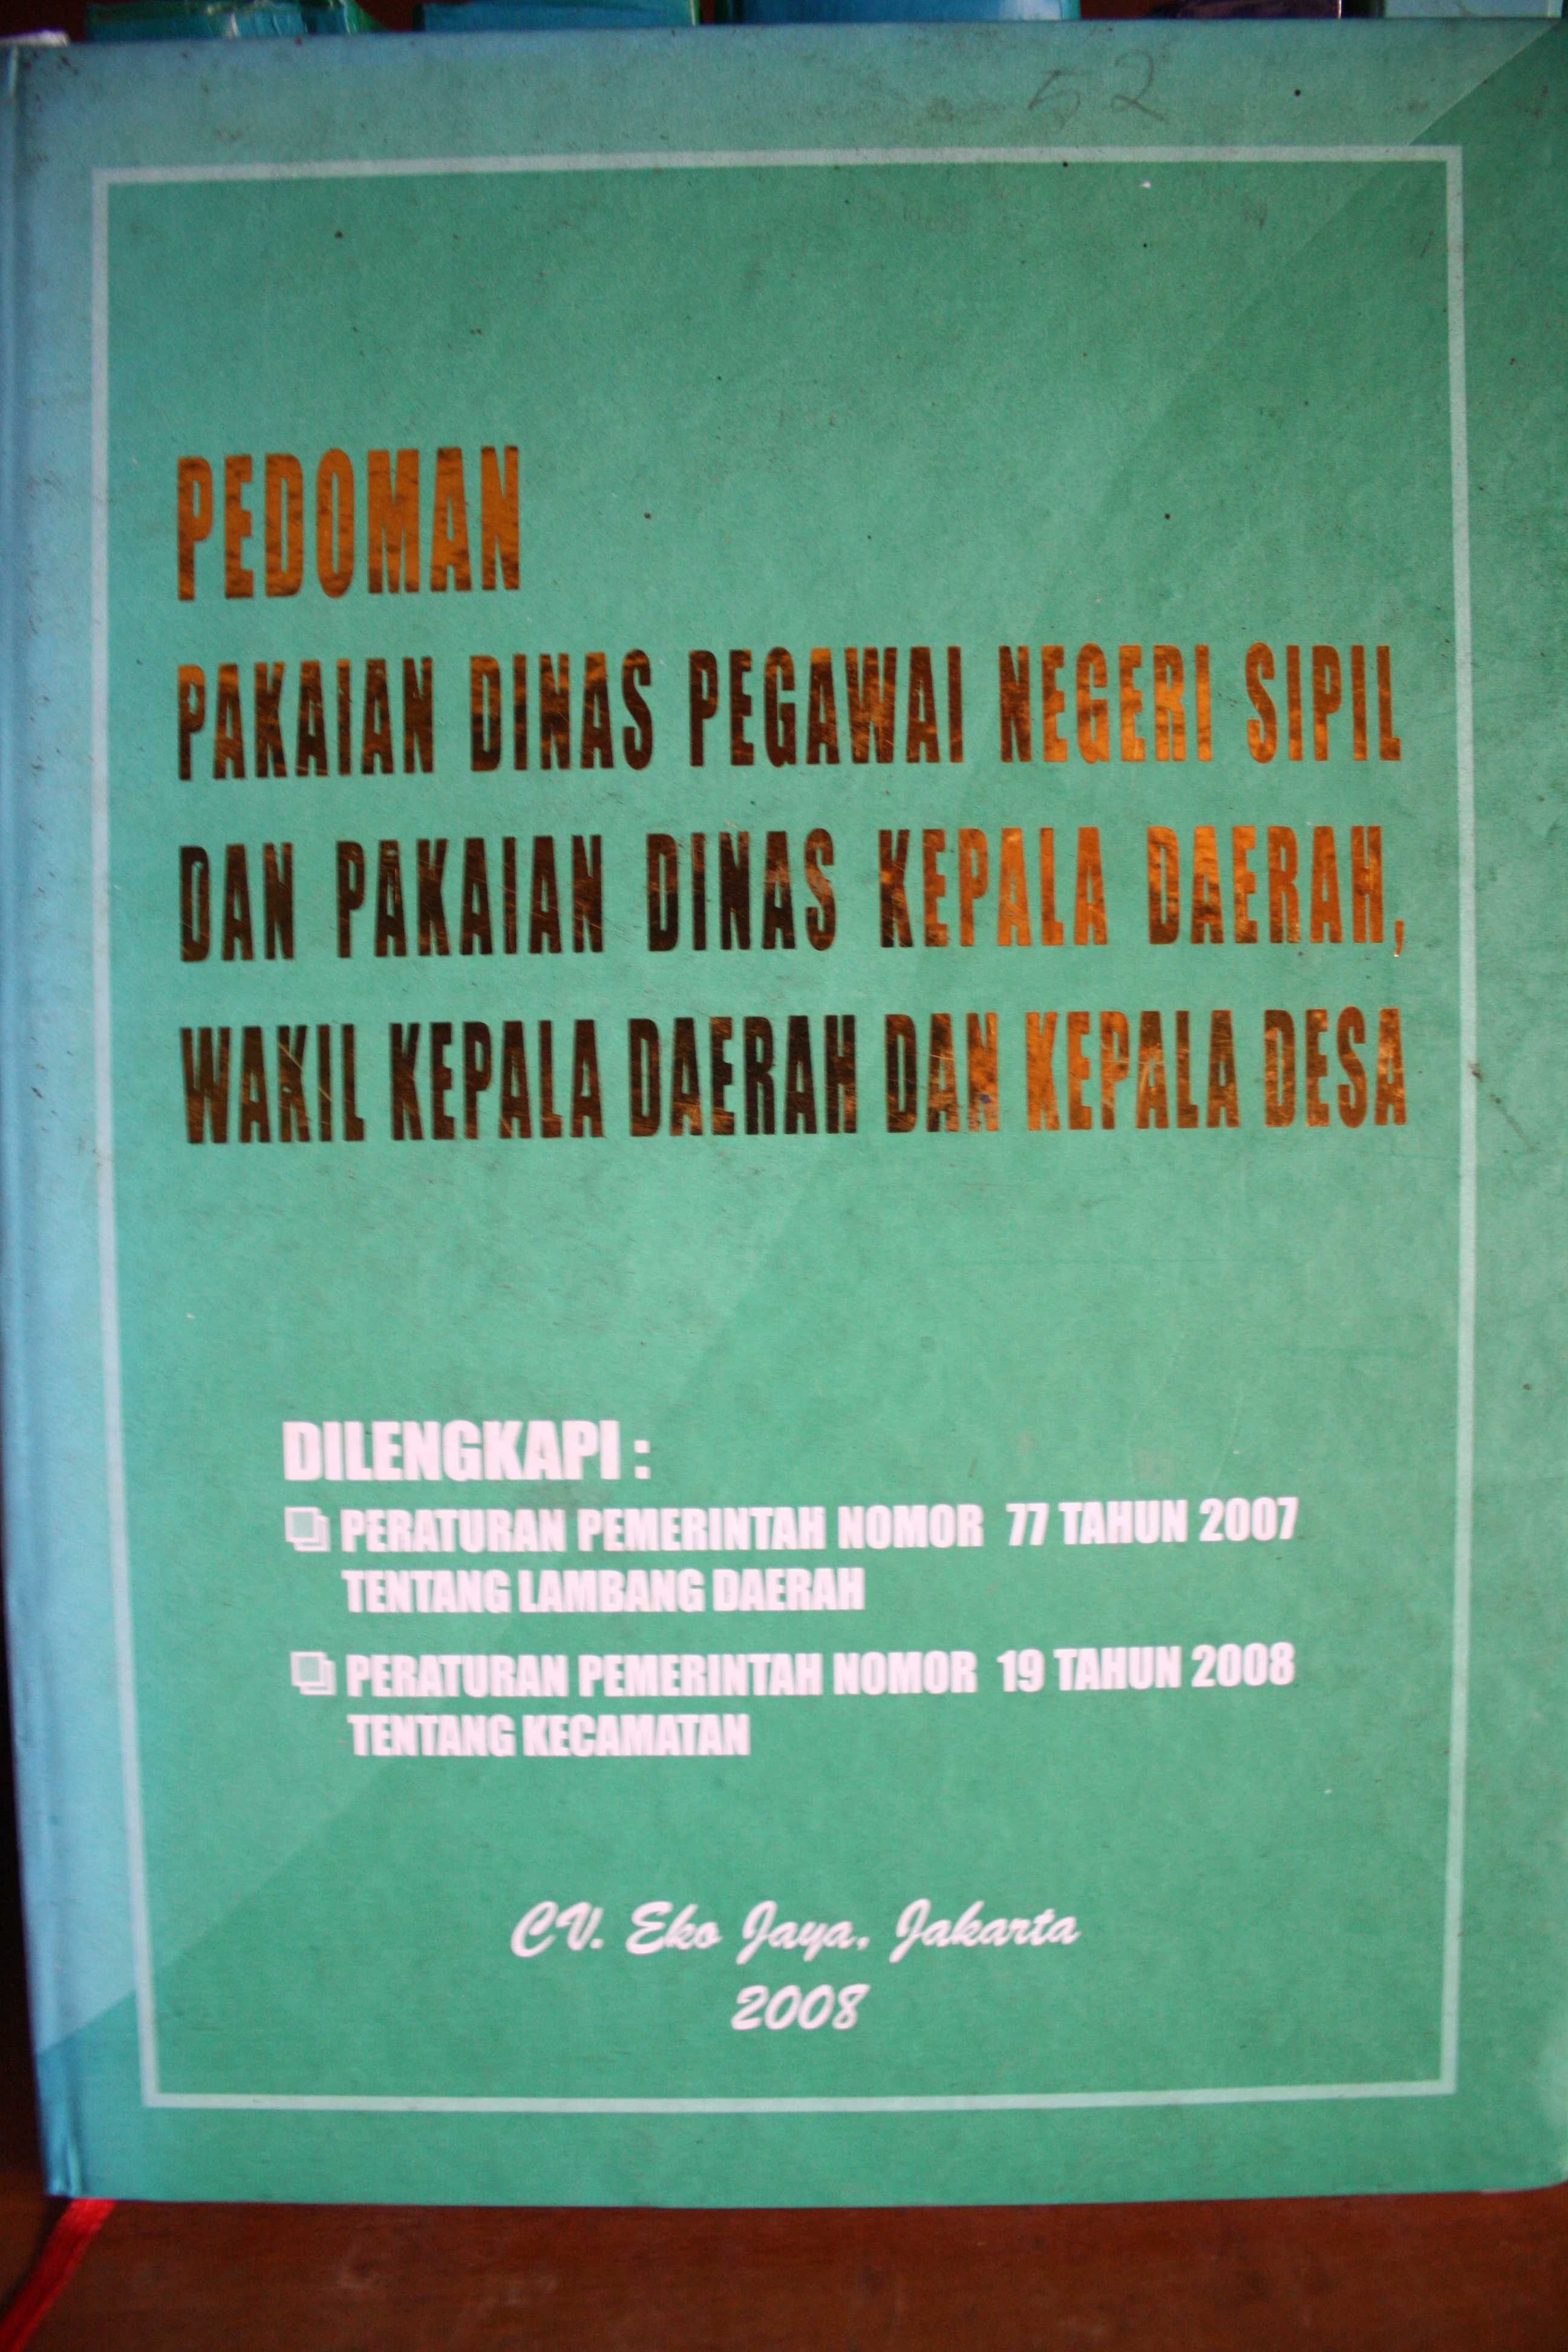 52
PEDOMAN
PAKAIAN DINAS PEGAWAI NEGERI SIPIL
DAN PAKAIAN DINAS KEPALA DAERAH,
WAKIL KEPALA DAERAH DAN KEPALA DESA
DILENGKAPI :
PERATURAN PEMERINTAH NOMOR 77 TAHUN 2007
TENTANG LAMBANG DAERAH
PERATURAN PEMERINTAH NOMOR 19 TAHUN 2008
TENTANG KECAMATAN
CV. Eko Jaya, Jakarta
2008